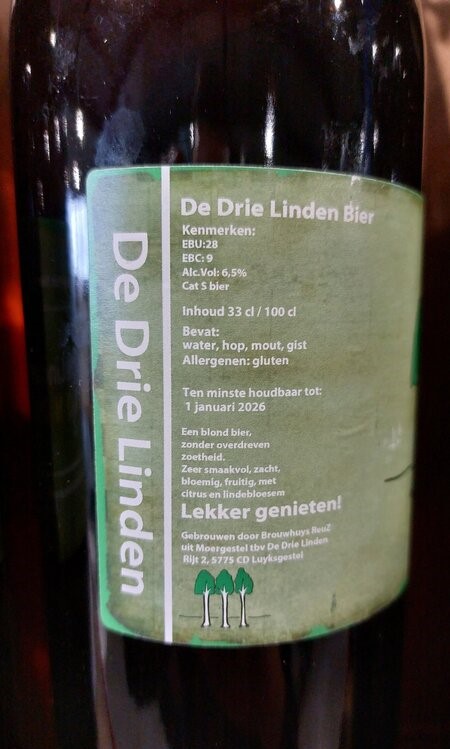 De Drie Linden
De Drie Linden Bier
Kenmerken:
EBU:28
EBC: 9
Alc.Vol: 6,5%
Cat S bier
Inhoud 33 cl / 100 cl
Bevat:
water, hop, mout, gist
Allergenen: gluten
Ten minste houdbaar tot:
1 januari 2026
Een blond bier,
zonder overdreven
zoetheid.
Zeer smaakvol, zacht,
bloemig, fruitig, met
citrus en lindebloesem
Lekker genieten!
Gebrouwen door Brouwhuys ReuZ
uit Moergestel tbv De Drie Linden
Rijt 2, 5775 CD Luyksgestel